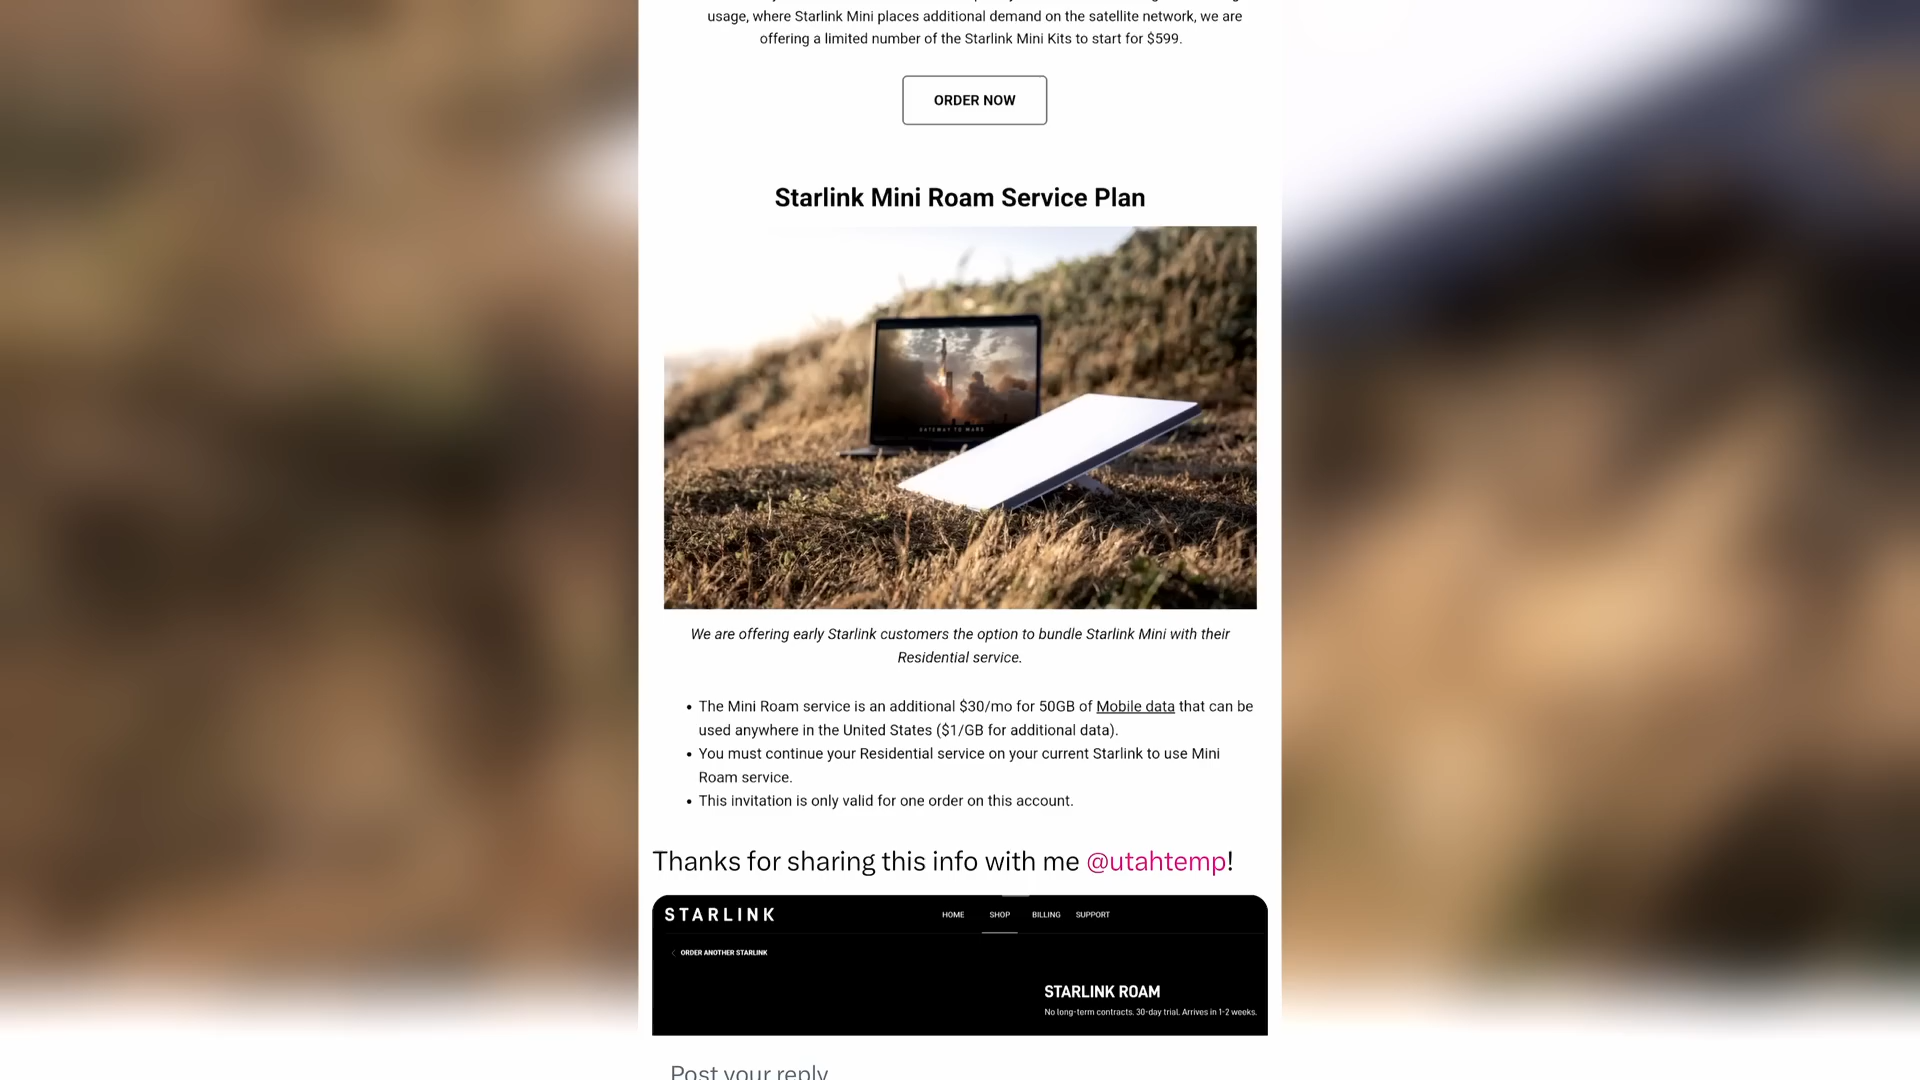 usage, where Starlink Mini places additional demand on the satellite network, we are
offering a limited number of the Starlink Mini Kits to start for $599.
ORDER NOW
Starlink Mini Roam Service Plan
GATEWAY TO MARS
We are offering early Starlink customers the option to bundle Starlink Mini with their
Residential service.
• The Mini Roam service is an additional $30/mo for 50GB of Mobile data that can be
used anywhere in the United States ($1/GB for additional data).
• You must continue your Residential service on your current Starlink to use Mini
Roam service.
• This invitation is only valid for one order on this account.
Thanks for sharing this info with me @utahtemp!
STARLINK HOME SHOP BILLING SUPPORT
ORDER ANOTHER STARLINK
STARLINK ROAM
No long-term contracts. 30-day trial. Arrives in 1-2 weeks.
Post your reply